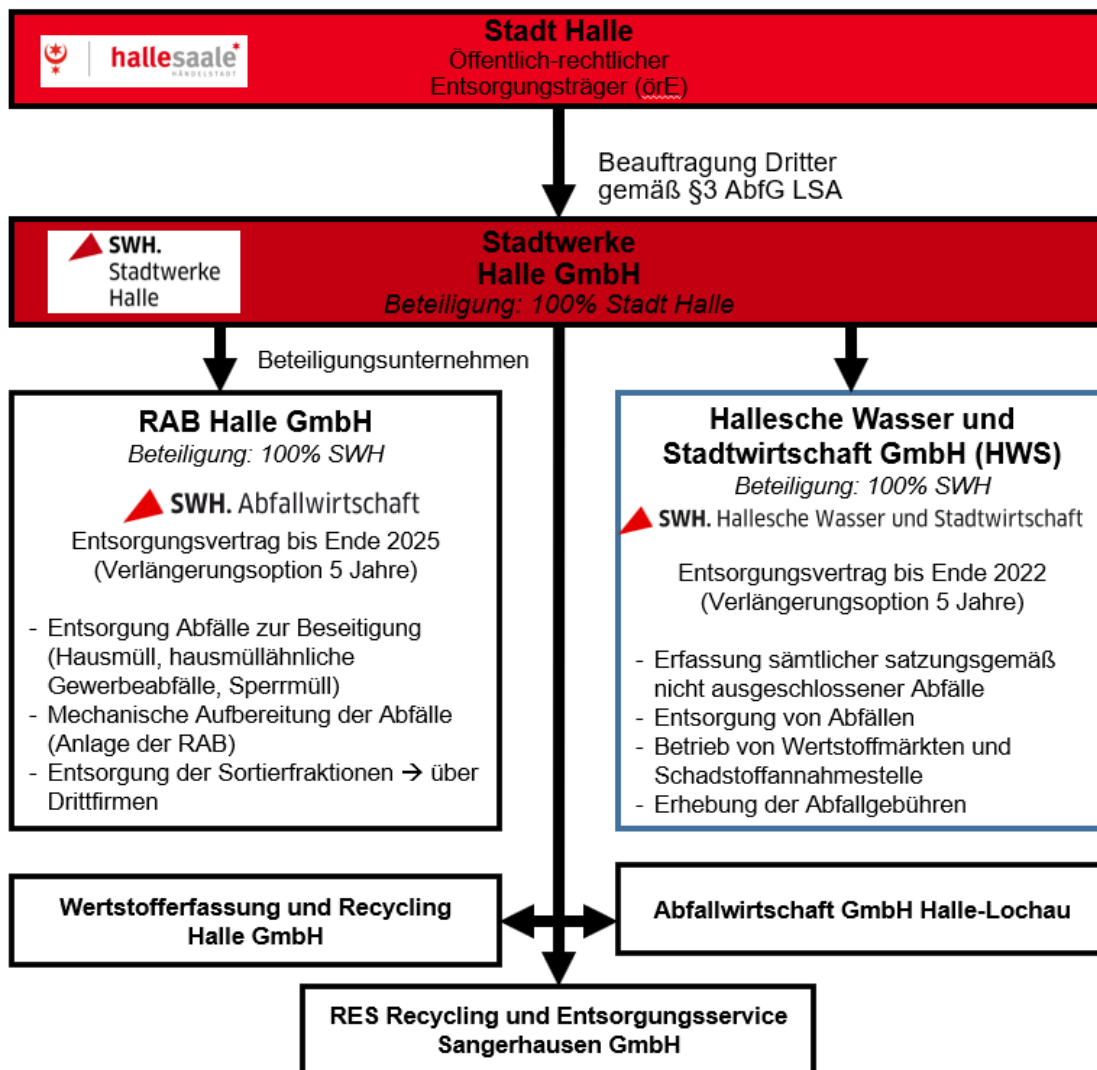 hallesaale*
HÄNDELSTADT
Stadt Halle
Öffentlich-rechtlicher
Entsorgungsträger (örE)
Beauftragung Dritter
gemäß §3 AbfG LSA
SWH.
Stadtwerke
Halle
Stadtwerke
Halle GmbH
Beteiligung: 100% Stadt Halle
Beteiligungsunternehmen
RAB Halle GmbH
Beteiligung: 100% SWH
SWH. Abfallwirtschaft
Entsorgungsvertrag bis Ende 2025
(Verlängerungsoption 5 Jahre)
- Entsorgung Abfälle zur Beseitigung
(Hausmüll, hausmüllähnliche
Gewerbeabfälle, Sperrmüll)
- Mechanische Aufbereitung der Abfälle
(Anlage der RAB)
- Entsorgung der Sortierfraktionen → über
Drittfirmen
Hallesche Wasser und
Stadtwirtschaft GmbH (HWS)
Beteiligung: 100% SWH
SWH. Hallesche Wasser und Stadtwirtschaft
Entsorgungsvertrag bis Ende 2022
(Verlängerungsoption 5 Jahre)
- Erfassung sämtlicher satzungsgemäß
nicht ausgeschlossener Abfälle
- Entsorgung von Abfällen
- Betrieb von Wertstoffmärkten und
Schadstoffannahmestelle
- Erhebung der Abfallgebühren
Wertstofferfassung und Recycling
Halle GmbH
Abfallwirtschaft GmbH Halle-Lochau
RES Recycling und Entsorgungsservice
Sangerhausen GmbH